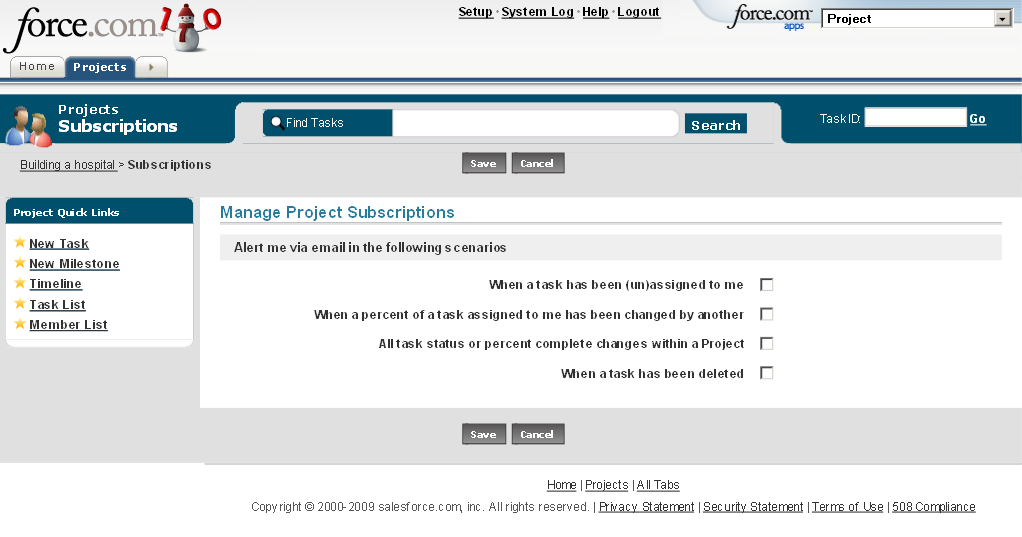 force.com 10
Setup · System Log · Help · Logout
force.com apps
Project
Home
Projects
Projects
Subscriptions
Find Tasks
Search
Task ID:
Go
Building a hospital > Subscriptions
Save
Cancel
Project Quick Links
New Task
New Milestone
Timeline
Task List
Member List
Manage Project Subscriptions
Alert me via email in the following scenarios
When a task has been (un)assigned to me
When a percent of a task assigned to me has been changed by another
All task status or percent complete changes within a Project
When a task has been deleted
Save
Cancel
Home | Projects | All Tabs
Copyright © 2000-2009 salesforce.com, inc. All rights reserved. | Privacy Statement | Security Statement | Terms of Use | 508 Compliance